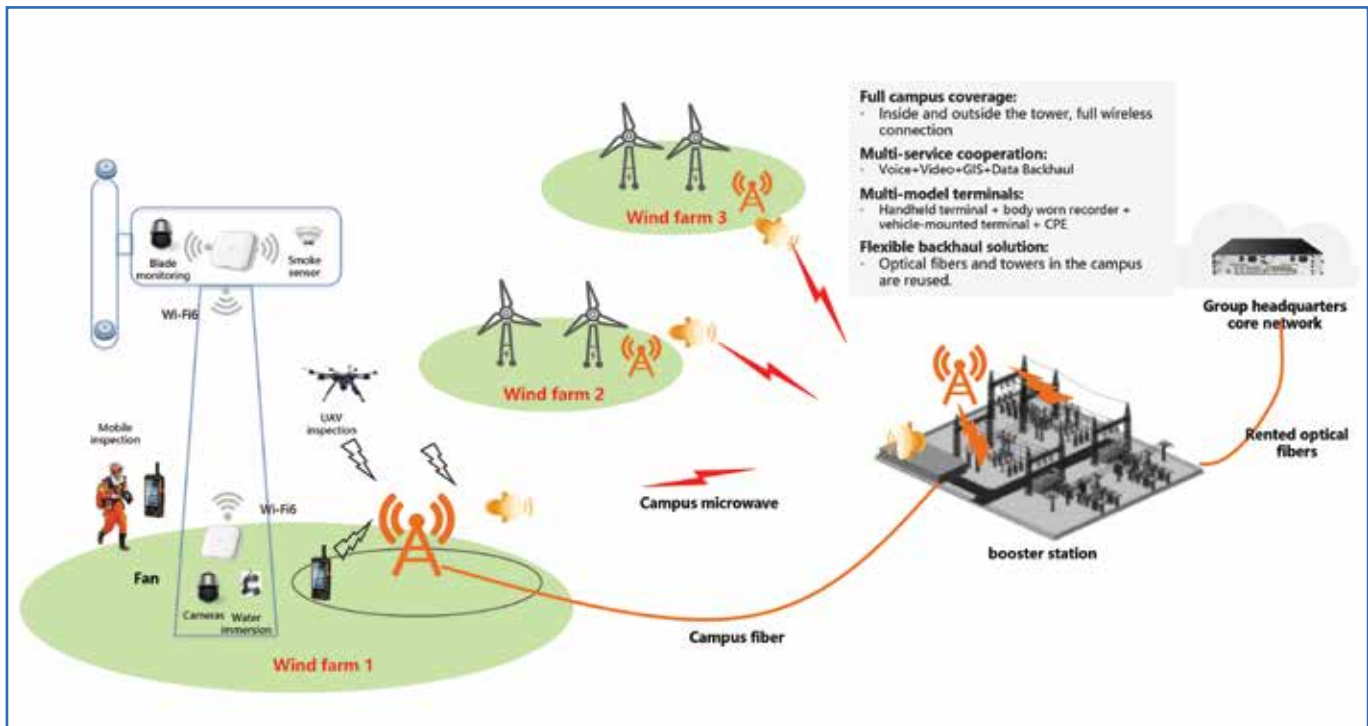 Full campus coverage:
· Inside and outside the tower, full wireless
connection
Multi-service cooperation:
· Voice+Video+GIS+Data Backhaul
Multi-model terminals:
· Handheld terminal + body worn recorder +
vehicle-mounted terminal + CPE
Flexible backhaul solution:
· Optical fibers and towers in the campus
are reused.
Wind farm 3
Blade
monitoring
Smoke
sensor
Wi-Fi6
Group headquarters
core network
Wind farm 2
UAV
inspection
Mobile
inspection
Rented optical
fibers
Wi-Fi6
Campus microwave
booster station
Fan
Cameras
Water
immersion
Campus fiber
Wind farm 1